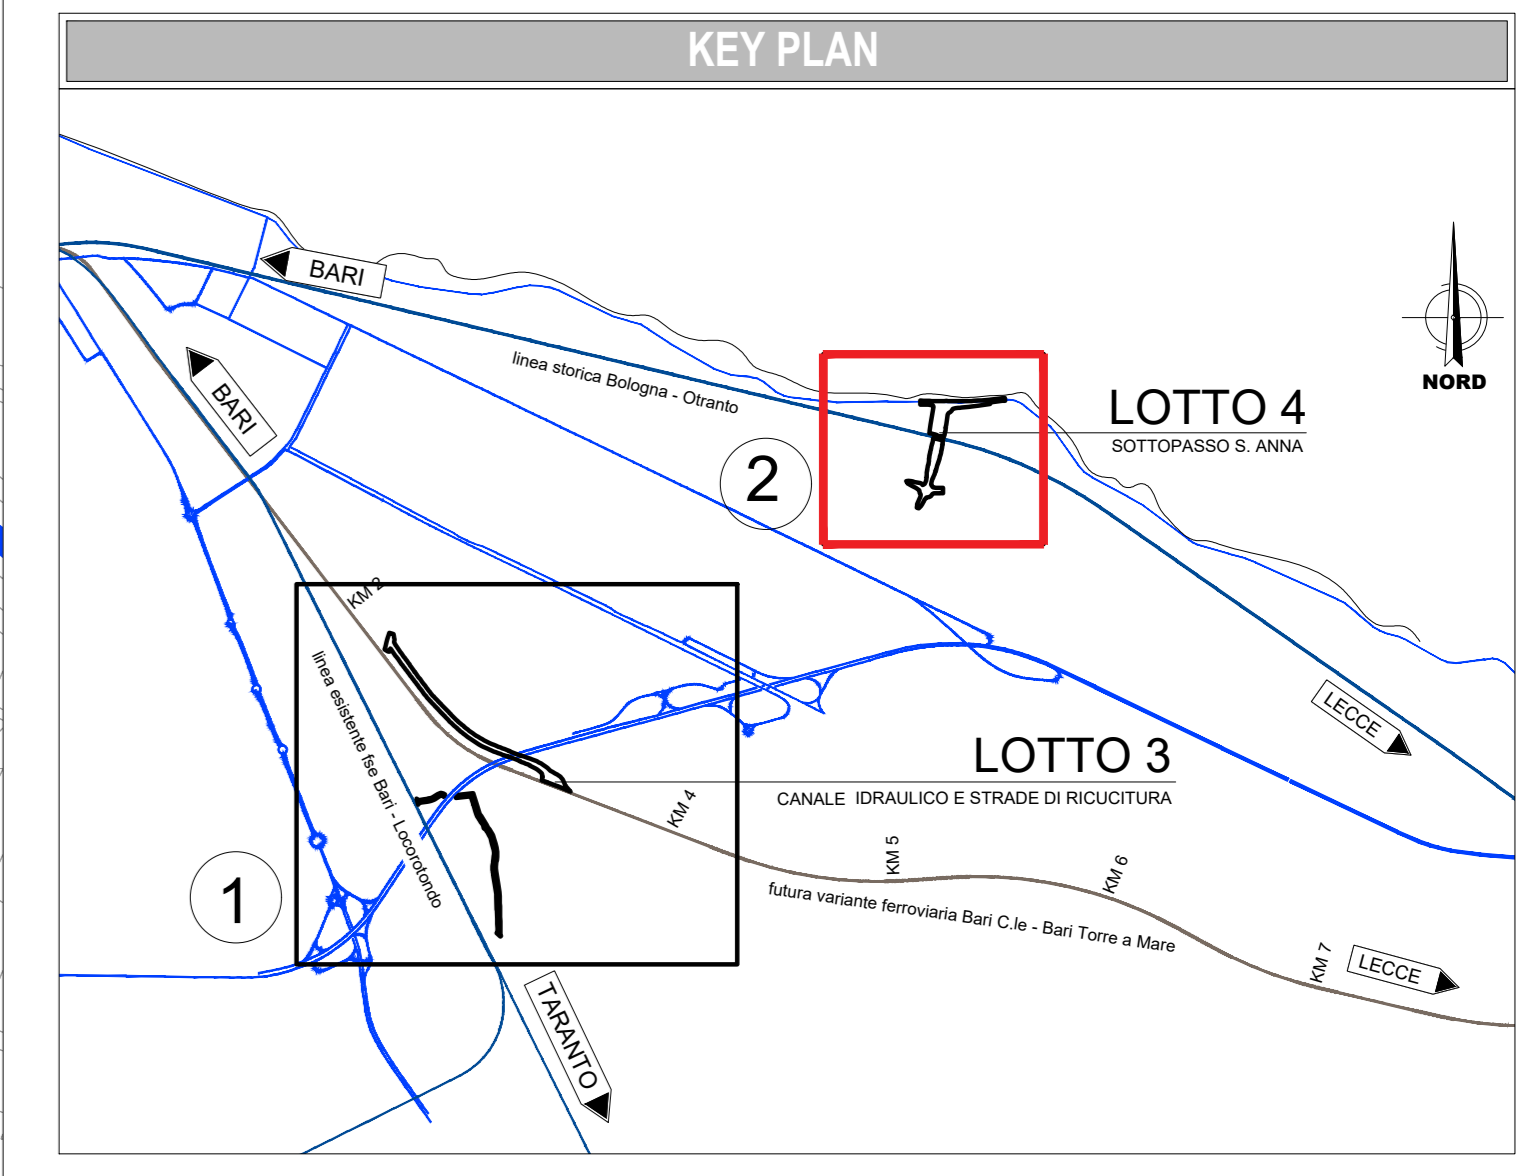 KEY PLAN
BARI
BARI
linea storica Bologna - Otranto
NORD
LOTTO 4
SOTTOPASSO S. ANNA
2
KM 2
linea esistente fse Bari - Locorotondo
LECCE
LOTTO 3
CANALE IDRAULICO E STRADE DI RICUCITURA
KM 4
KM 5
KM 6
1
futura variante ferroviaria Bari C.le - Bari Torre a Mare
KM 7
LECCE
TARANTO